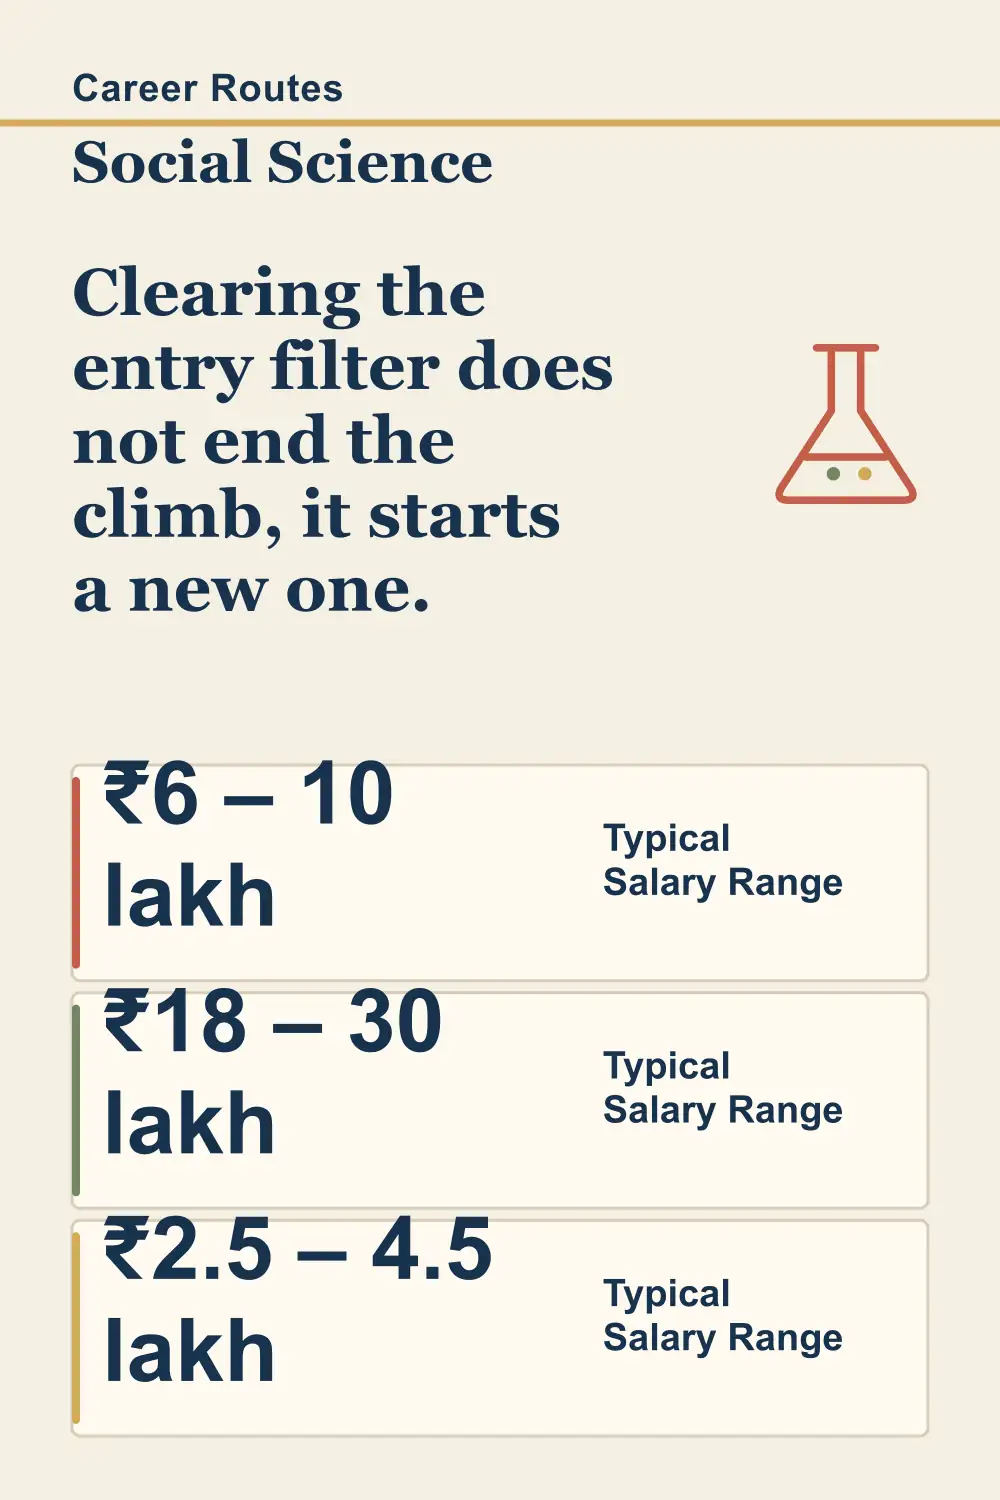 Career Routes
Social Science
Clearing the
entry filter does
not end the
climb, it starts
a new one.
₹6 – 10
lakh
Typical
Salary Range
₹18 – 30
lakh
Typical
Salary Range
₹2.5 – 4.5
lakh
Typical
Salary Range